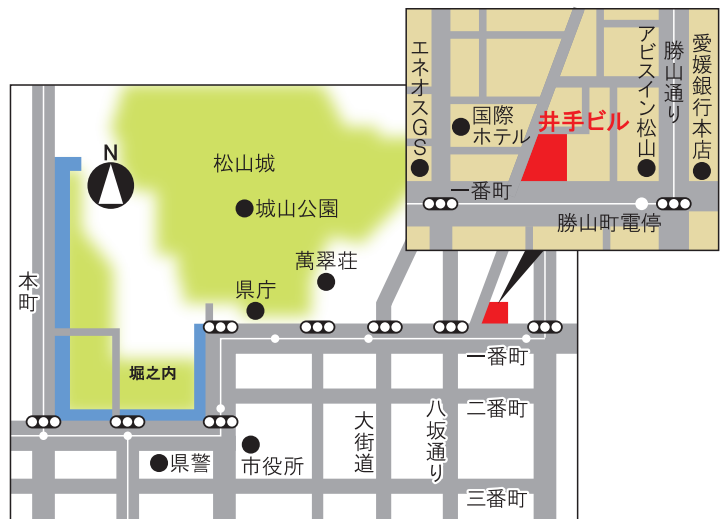 エネオスGS
国際
ホテル
井手ビル
アビスイン松山
勝山通り
愛媛銀行本店
一番町
勝山町電停
N
松山城
城山公園
萬翠荘
県庁
本町
堀之内
一番町
二番町
大街道
八坂通り
県警
市役所
三番町